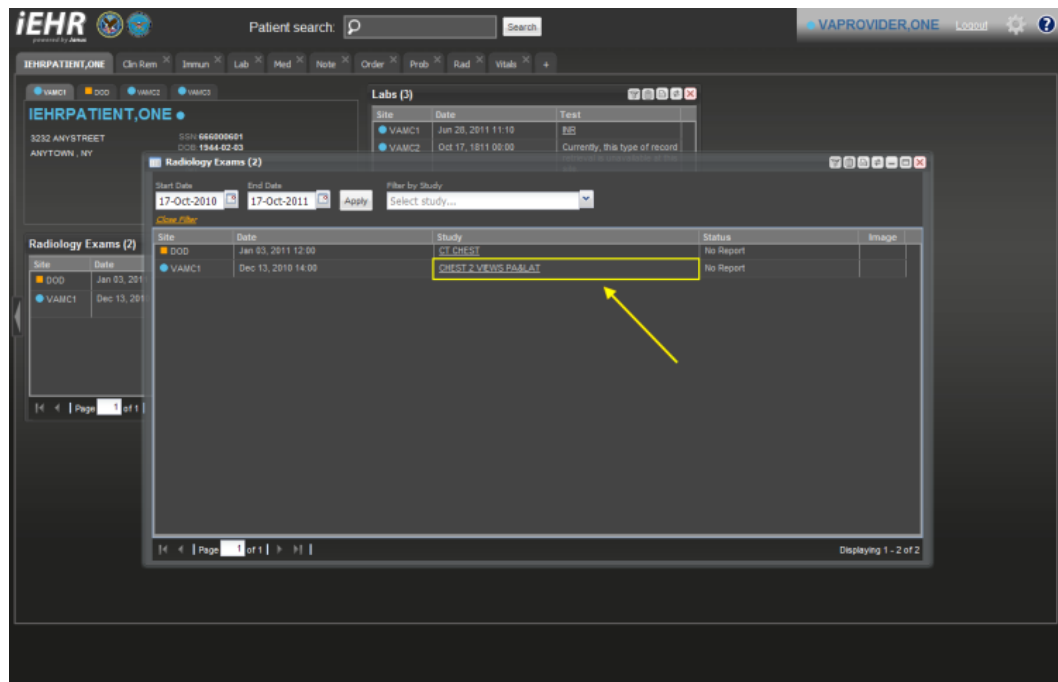 iEHR
powered by Janus
Patient search:
Search
VAPROVIDER,ONE
Logout
?
IEHRPATIENT,ONE Clin Rem × Immun × Lab × Med × Note × Order × Prob × Rad × Vitals × +
VAMC1 DOD VAMC2 VAMC3
IEHRPATIENT,ONE
3232 ANYSTREET
ANYTOWN , NY
SSN:666000601
DOB:1944-02-03
Labs (3)
Site Date Test
VAMC1 Jun 28, 2011 11:10 INR
VAMC2 Oct 17, 1811 00:00 Currently, this type of record
Radiology Exams (2)
Site Date
DOD Jan 03, 201
VAMC1 Dec 13, 201
Page 1 of 1
Radiology Exams (2)
Start Date End Date Filter by Study
17-Oct-2010 17-Oct-2011 Apply Select study...
Close Filter
Site Date Study Status Image
DOD Jan 03, 2011 12:00 CT CHEST No Report
VAMC1 Dec 13, 2010 14:00 CHEST 2 VIEWS PA&LAT No Report
Page 1 of 1
Displaying 1 - 2 of 2